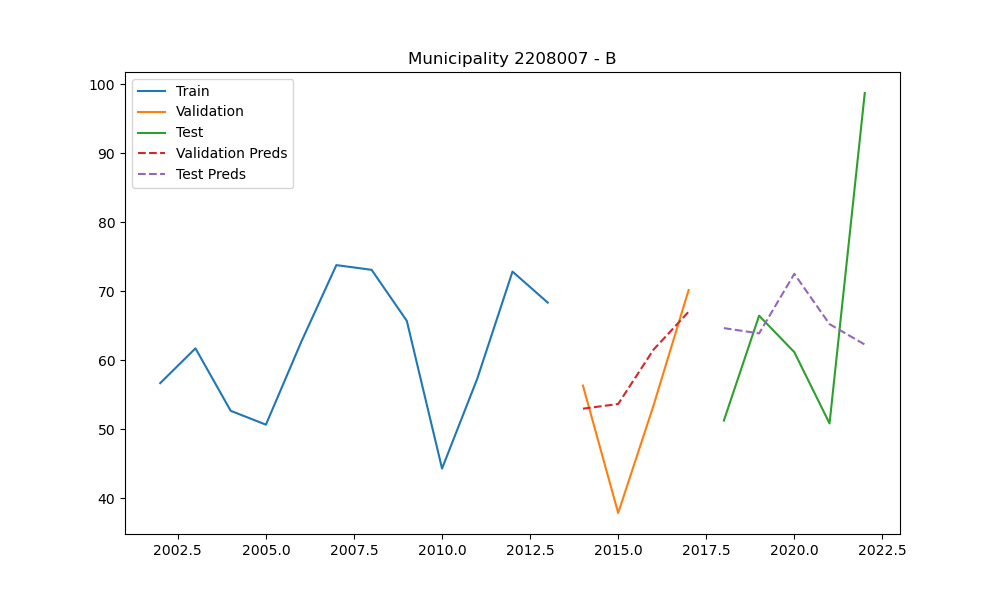 Municipality 2208007 - B
Train
Validation
Test
Validation Preds
Test Preds
100
90
80
70
60
50
40
2002.5 2005.0 2007.5 2010.0 2012.5 2015.0 2017.5 2020.0 2022.5